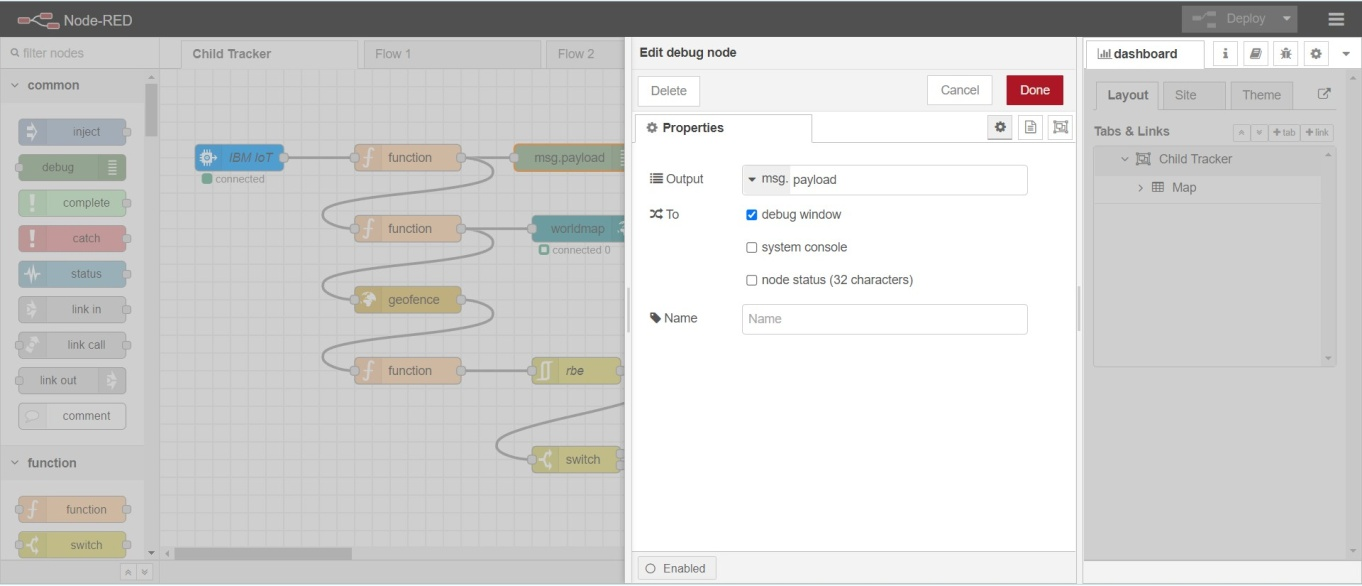 Node-RED
Deploy
filter nodes
common
inject
debug
complete
catch
status
link in
link call
link out
comment
function
function
switch
Child Tracker
Flow 1
Flow 2
IBM IoT
connected
function
msg.payload
function
worldmap
connected 0
geofence
function
rbe
switch
Edit debug node
Delete
Cancel
Done
Properties
Output
msg. payload
To
debug window
system console
node status (32 characters)
Name
Name
Enabled
dashboard
Layout
Site
Theme
Tabs & Links
+tab
+link
Child Tracker
Map